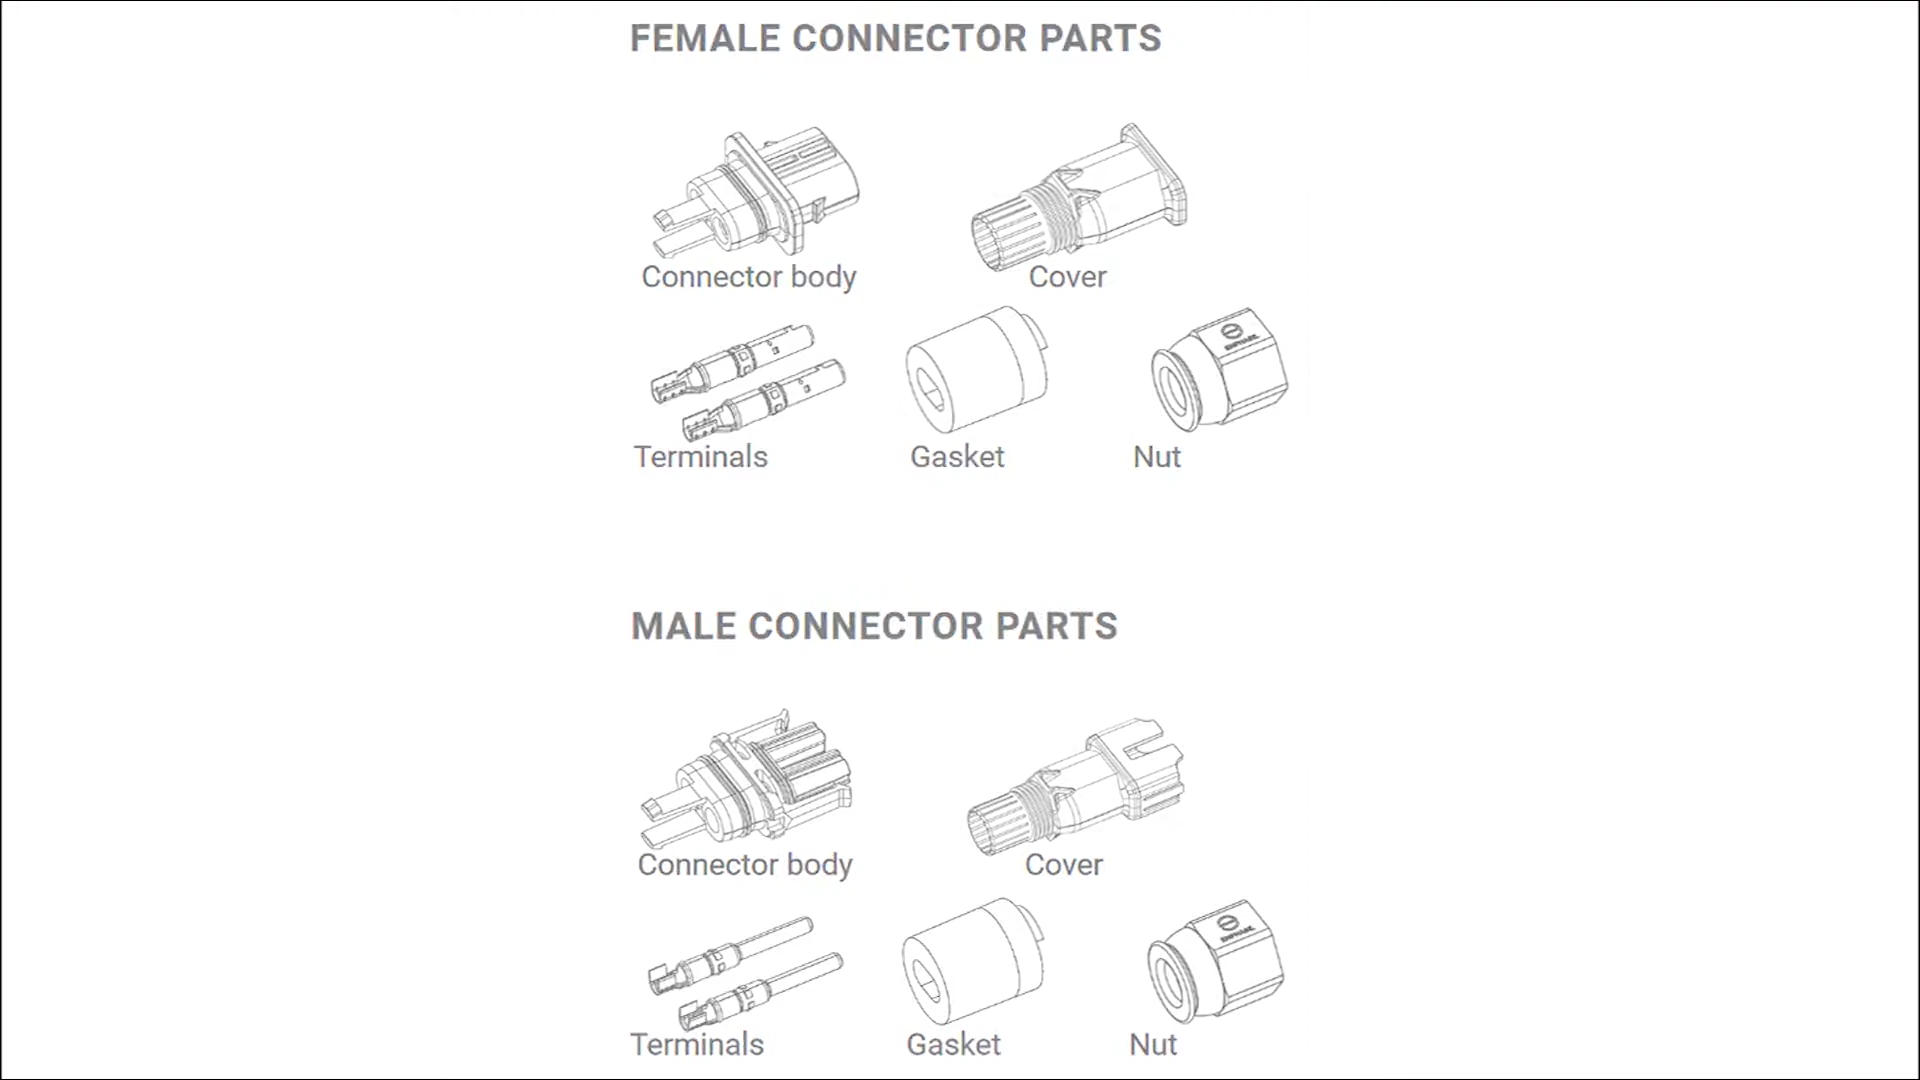 FEMALE CONNECTOR PARTS
Connector body
Cover
Terminals
Gasket
Nut
MALE CONNECTOR PARTS
Connector body
Cover
Terminals
Gasket
Nut